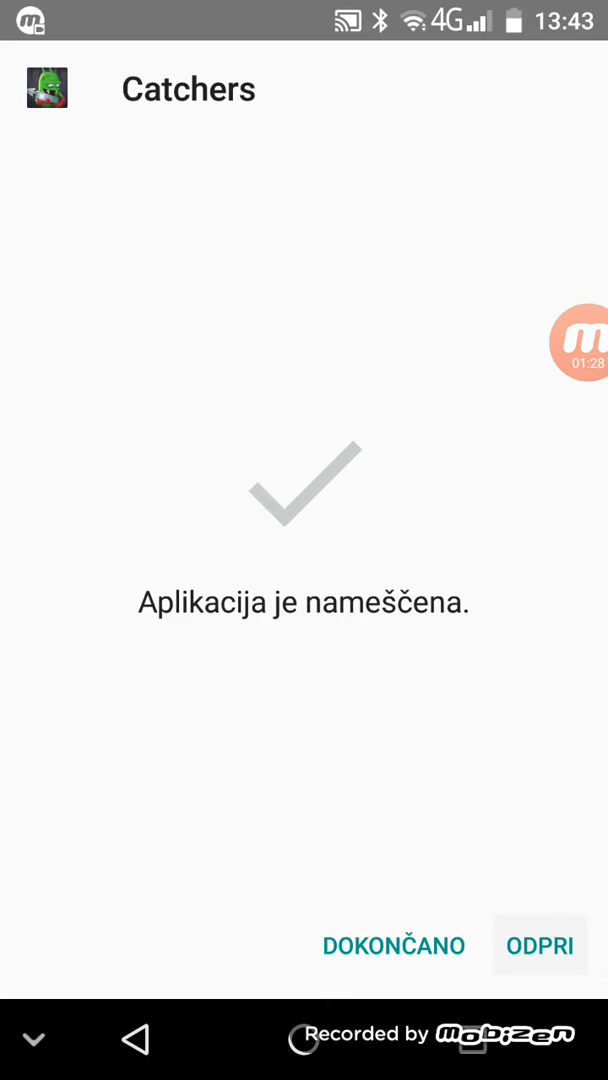 4G 13:43
Catchers
m
01:28
Aplikacija je nameščena.
DOKONČANO ODPRI
Recorded by mobizen